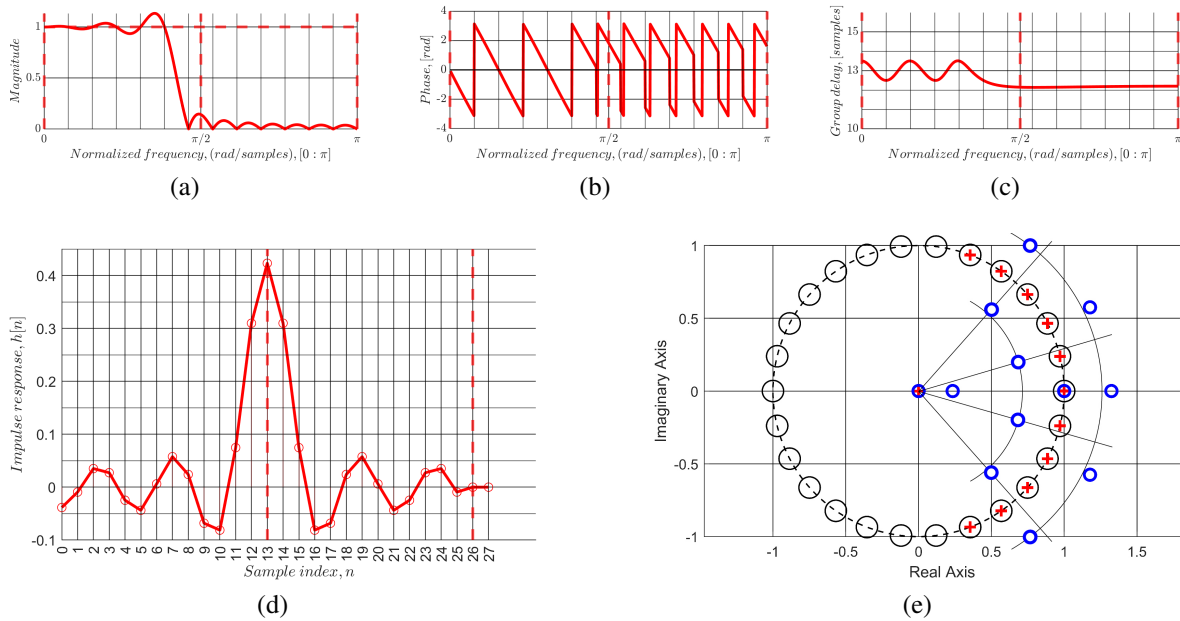 1
0.5
0
Magnitude
0
π/2
π
Normalized frequency, (rad/samples), [0 : π]
(a)
4
2
0
-2
-4
Phase, [rad]
0
π/2
π
Normalized frequency, (rad/samples), [0 : π]
(b)
15
13
10
Group delay, [samples]
0
π/2
π
Normalized frequency, (rad/samples), [0 : π]
(c)
0.4
0.3
0.2
0.1
0
-0.1
Impulse response, h[n]
0 1 2 3 4 5 6 7 8 9 10 11 12 13 14 15 16 17 18 19 20 21 22 23 24 25 26 27
Sample index, n
(d)
1
0.5
0
-0.5
-1
Imaginary Axis
-1 -0.5 0 0.5 1 1.5
Real Axis
(e)